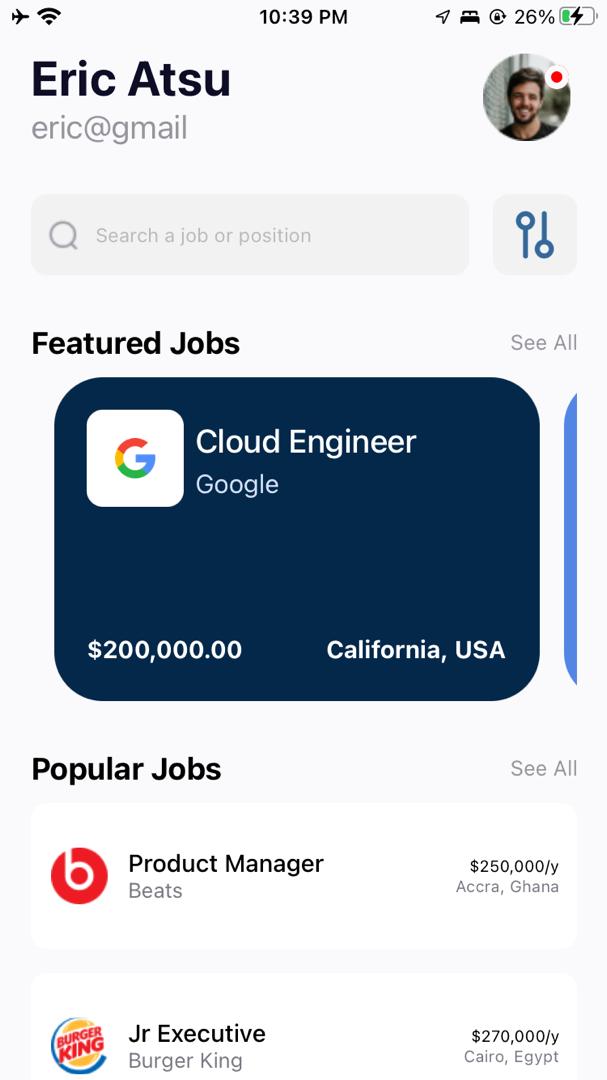 10:39 PM
26%
Eric Atsu
eric@gmail
Search a job or position
Featured Jobs
See All
Cloud Engineer
Google
$200,000.00
California, USA
Popular Jobs
See All
Product Manager
Beats
$250,000/y
Accra, Ghana
BURGER
KING
Jr Executive
Burger King
$270,000/y
Cairo, Egypt